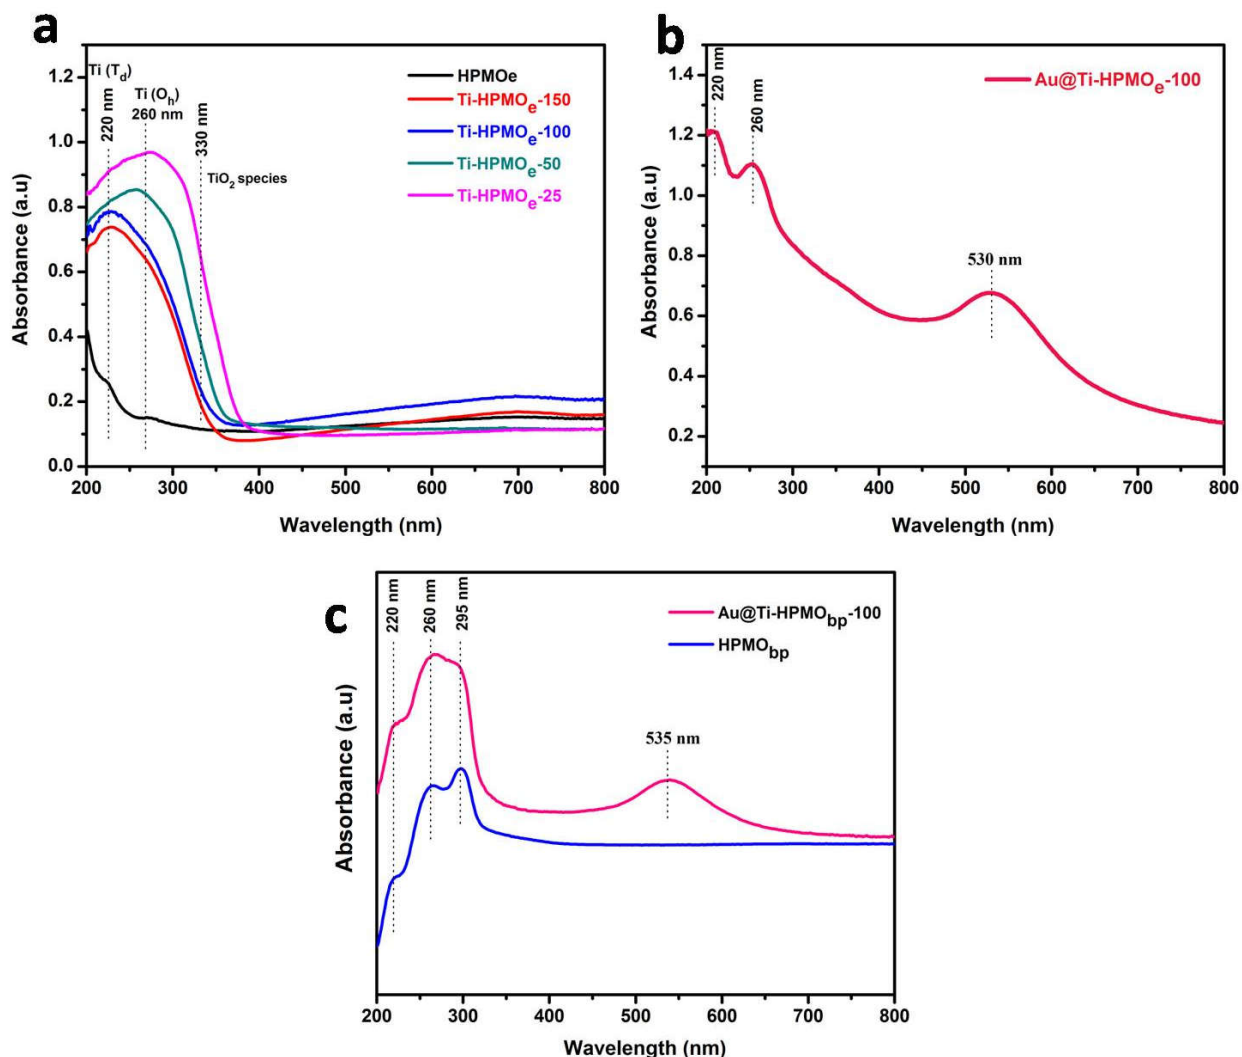 a
Ti (Td)
220 nm
Ti (Oh)
260 nm
330 nm
TiO2 species
HPMOe
Ti-HPMOe-150
Ti-HPMOe-100
Ti-HPMOe-50
Ti-HPMOe-25
Absorbance (a.u)
1.2
1.0
0.8
0.6
0.4
0.2
0.0
200 300 400 500 600 700 800
Wavelength (nm)
b
220 nm
260 nm
530 nm
Au@Ti-HPMOe-100
Absorbance (a.u)
1.4
1.2
1.0
0.8
0.6
0.4
0.2
200 300 400 500 600 700 800
Wavelength (nm)
c
220 nm
260 nm
295 nm
535 nm
Au@Ti-HPMObp-100
HPMObp
Absorbance (a.u)
200 300 400 500 600 700 800
Wavelength (nm)